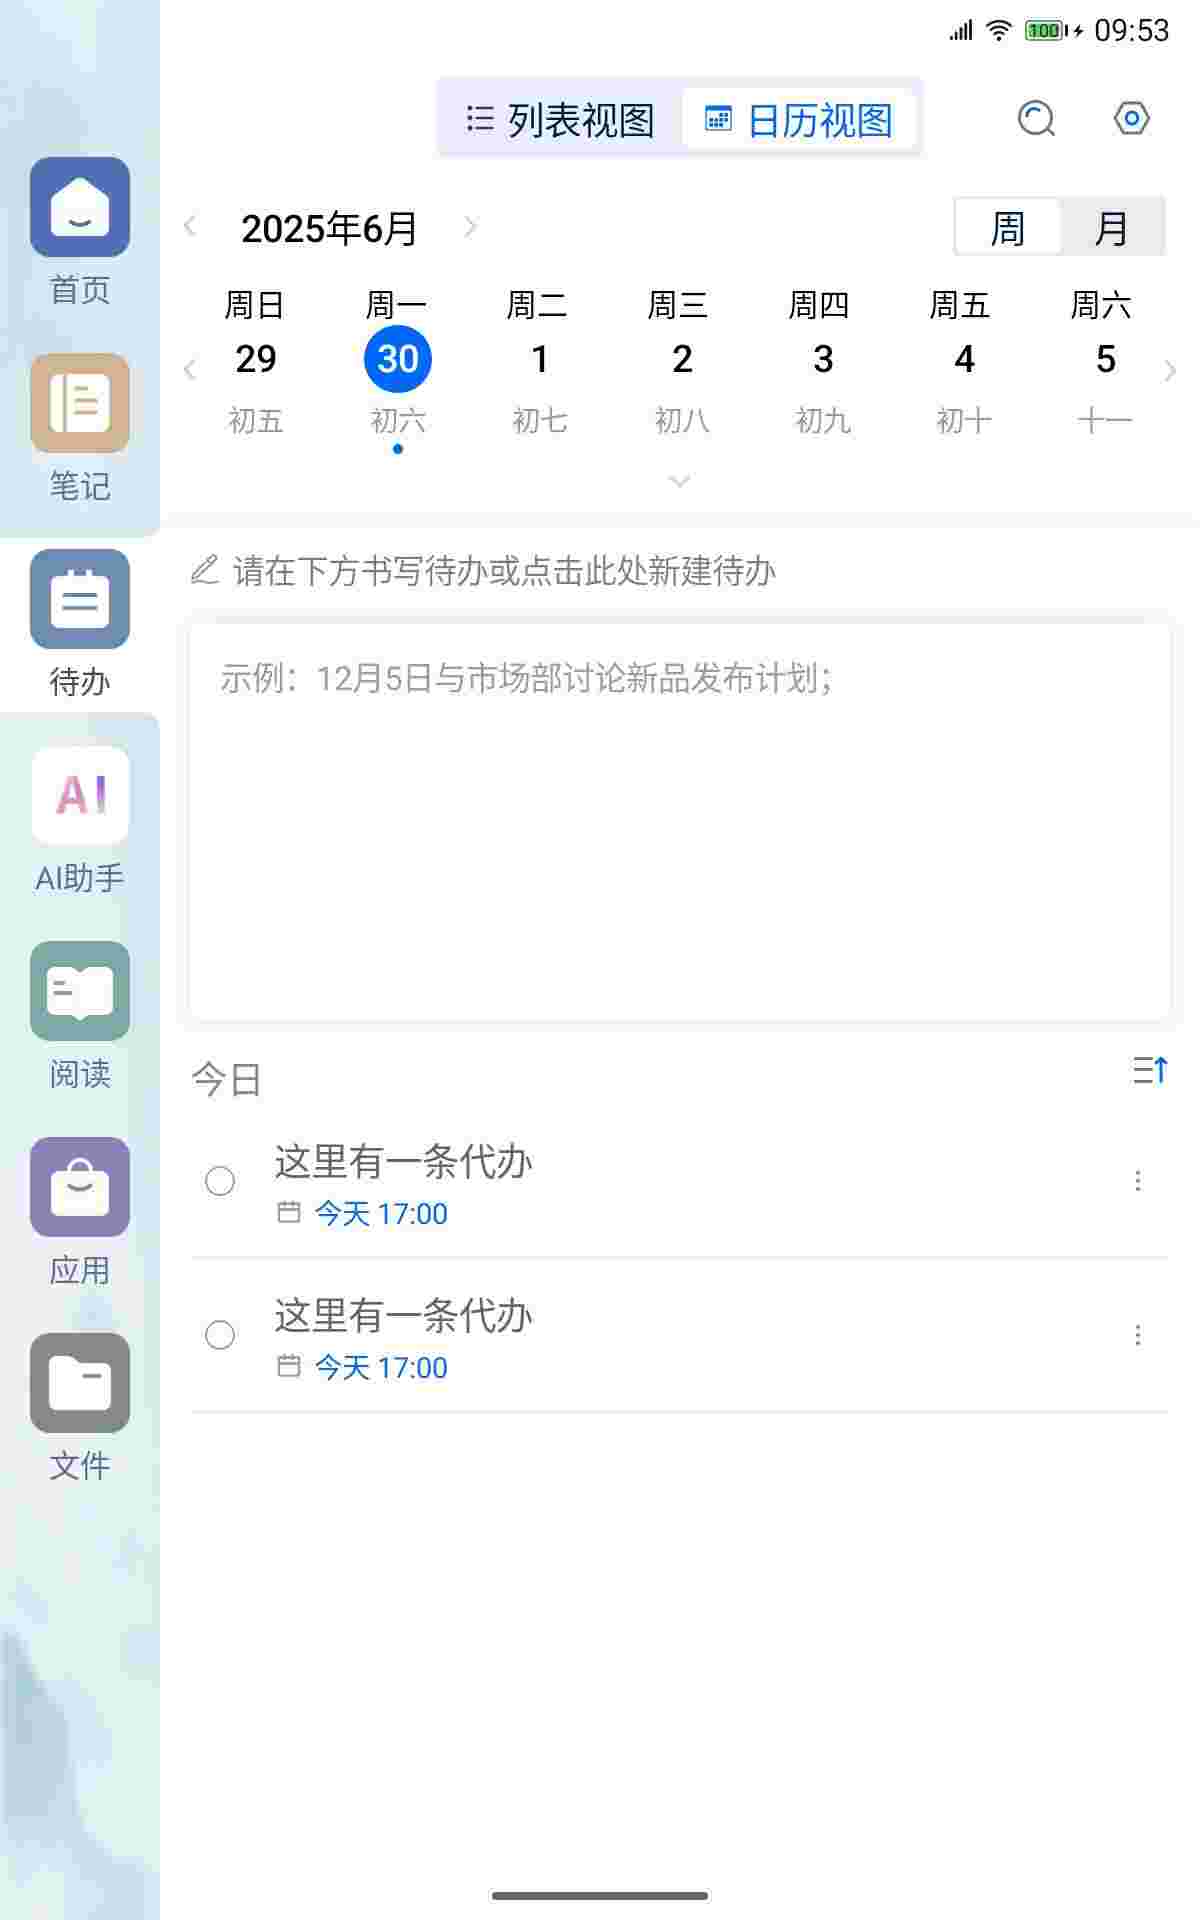 100 09:53
列表视图 日历视图
2025年6月 周 月
周日 周一 周二 周三 周四 周五 周六
29 30 1 2 3 4 5
初五 初六 初七 初八 初九 初十 十一
请在下方书写待办或点击此处新建待办
示例：12月5日与市场部讨论新品发布计划；
今日
这里有一条代办
今天 17:00
这里有一条代办
今天 17:00
首页
笔记
待办
AI
AI助手
阅读
应用
文件